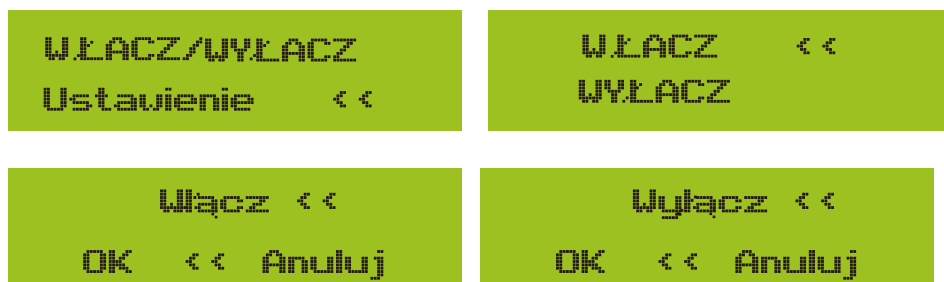 WŁACZ/WYŁACZ
Ustawienie <<
WŁACZ <<
WYŁACZ
Włącz <<
OK << Anuluj
Wyłącz <<
OK << Anuluj